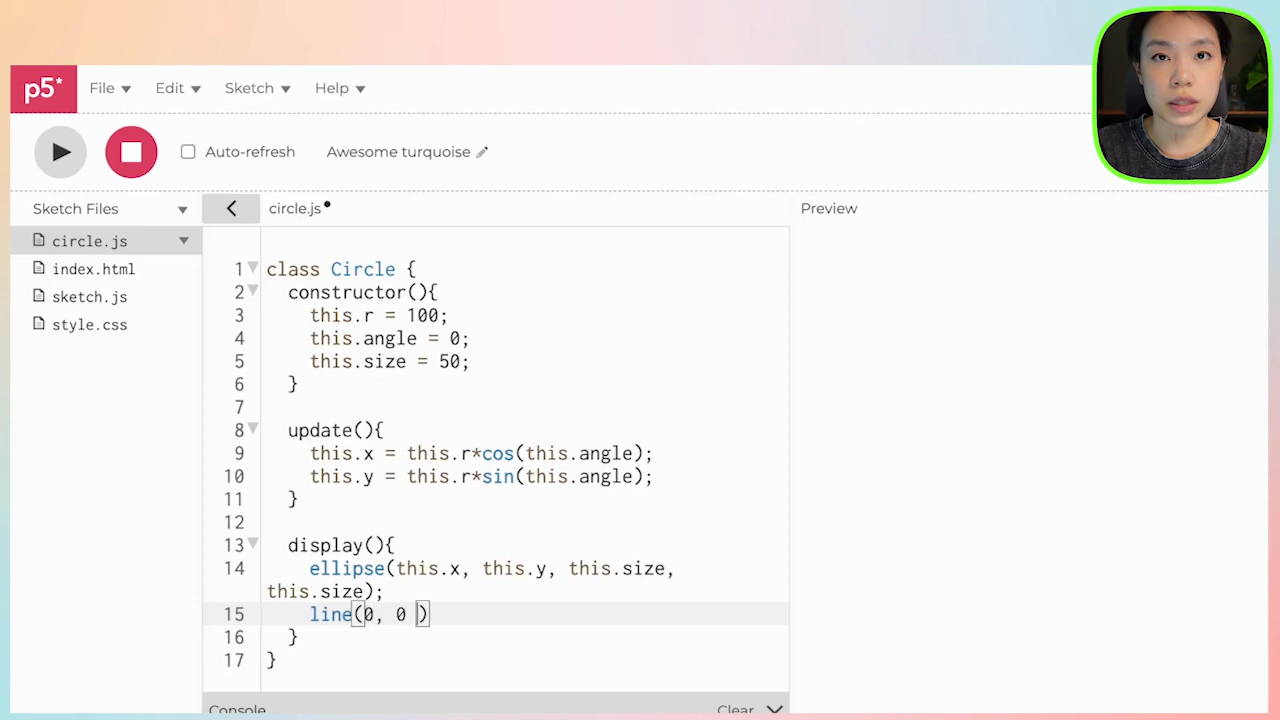 p5*
File Edit Sketch Help
Auto-refresh Awesome turquoise
Sketch Files circle.js Preview
circle.js
index.html
sketch.js
style.css
1 class Circle {
2 constructor(){
3 this.r = 100;
4 this.angle = 0;
5 this.size = 50;
6 }
7
8 update(){
9 this.x = this.r*cos(this.angle);
10 this.y = this.r*sin(this.angle);
11 }
12
13 display(){
14 ellipse(this.x, this.y, this.size,
this.size);
15 line(0, 0 )
16 }
17 }
Console Clear